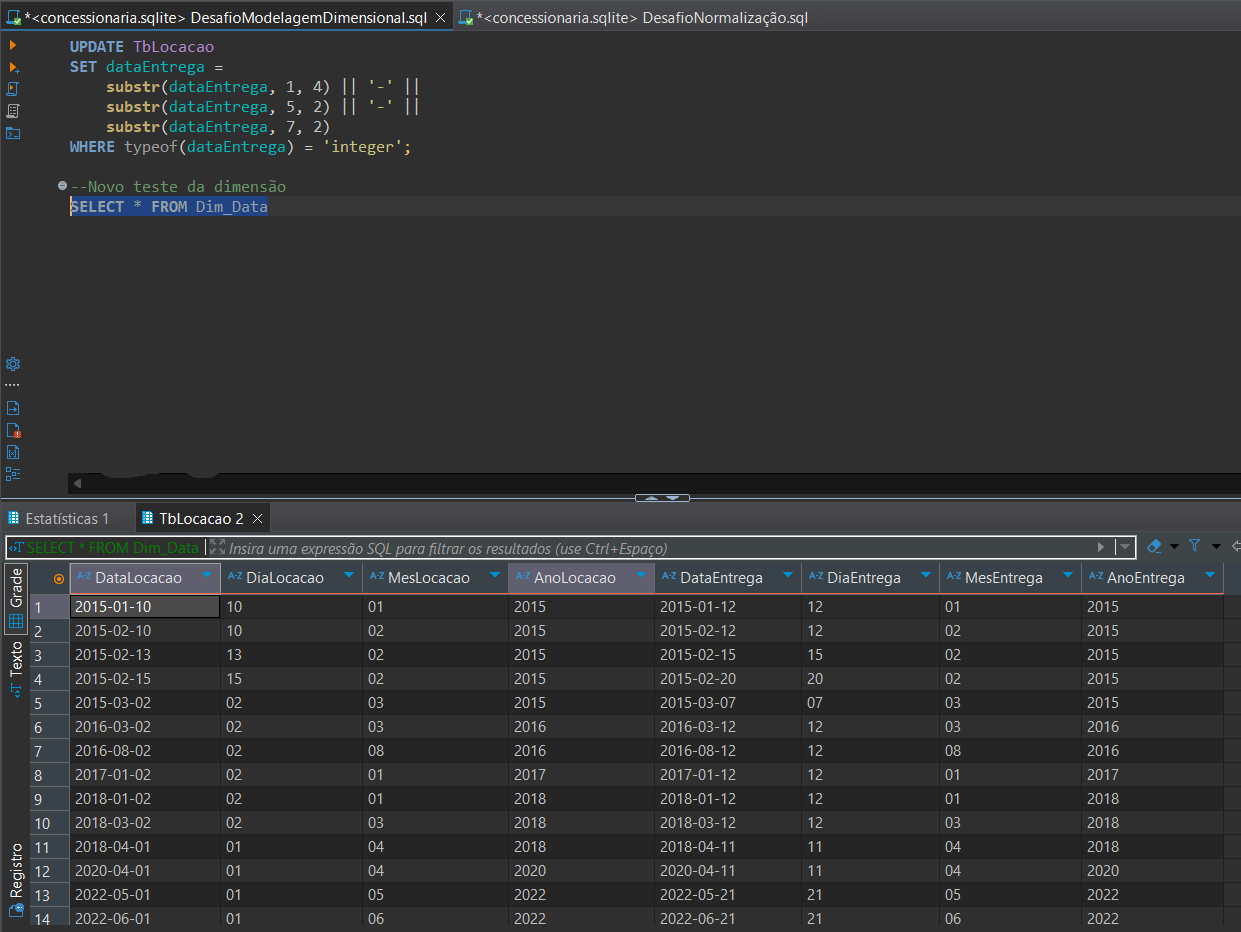 *<concessionaria.sqlite> DesafioModelagemDimensional.sql
*<concessionaria.sqlite> DesafioNormalização.sql
UPDATE TbLocacao
SET dataEntrega =
substr(dataEntrega, 1, 4) || '-' ||
substr(dataEntrega, 5, 2) || '-' ||
substr(dataEntrega, 7, 2)
WHERE typeof(dataEntrega) = 'integer';
--Novo teste da dimensão
SELECT * FROM Dim_Data
Estatísticas 1
TbLocacao 2
SELECT * FROM Dim_Data
Insira uma expressão SQL para filtrar os resultados (use Ctrl+Espaço)
Grade
Texto
Registro
A-Z DataLocacao A-Z DiaLocacao A-Z MesLocacao A-Z AnoLocacao A-Z DataEntrega A-Z DiaEntrega A-Z MesEntrega A-Z AnoEntrega
1 2015-01-10 10 01 2015 2015-01-12 12 01 2015
2 2015-02-10 10 02 2015 2015-02-12 12 02 2015
3 2015-02-13 13 02 2015 2015-02-15 15 02 2015
4 2015-02-15 15 02 2015 2015-02-20 20 02 2015
5 2015-03-02 02 03 2015 2015-03-07 07 03 2015
6 2016-03-02 02 03 2016 2016-03-12 12 03 2016
7 2016-08-02 02 08 2016 2016-08-12 12 08 2016
8 2017-01-02 02 01 2017 2017-01-12 12 01 2017
9 2018-01-02 02 01 2018 2018-01-12 12 01 2018
10 2018-03-02 02 03 2018 2018-03-12 12 03 2018
11 2018-04-01 01 04 2018 2018-04-11 11 04 2018
12 2020-04-01 01 04 2020 2020-04-11 11 04 2020
13 2022-05-01 01 05 2022 2022-05-21 21 05 2022
14 2022-06-01 01 06 2022 2022-06-21 21 06 2022